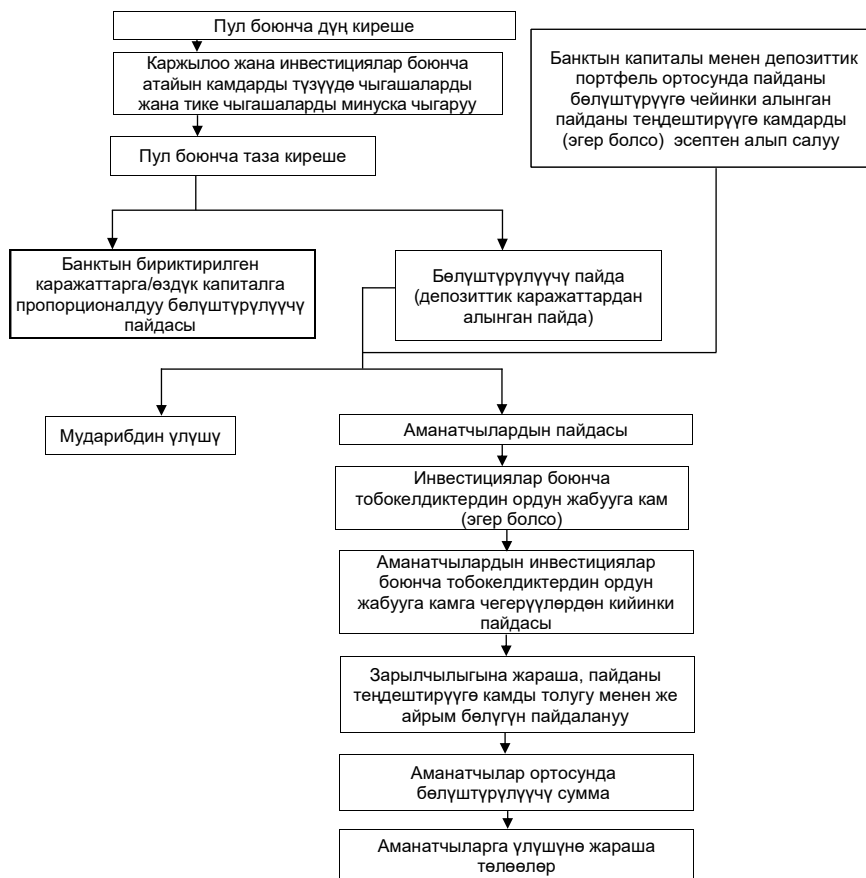 Пул боюнча дүң киреше
Каржылоо жана инвестициялар боюнча
атайын камдарды түзүүдө чыгашаларды
жана тике чыгашаларды минуска чыгаруу
Банктын капиталы менен депозиттик
портфель ортосунда пайданы
бөлүштүрүүгө чейинки алынган
пайданы теңдештирүүгө камдарды
(эгер болсо) эсептен алып салуу
Пул боюнча таза киреше
Банктын бириктирилген
каражаттарга/өздүк капиталга
пропорционалдуу бөлүштүрүлүүчү
пайдасы
Бөлүштүрүлүүчү пайда
(депозиттик каражаттардан
алынган пайда)
Мударибдин үлүшү
Аманатчылардын пайдасы
Инвестициялар боюнча
тобокелдиктердин ордун жабууга кам
(эгер болсо)
Аманатчылардын инвестициялар
боюнча тобокелдиктердин ордун
жабууга камга чегерүүлөрдөн кийинки
пайдасы
Зарылчылыгына жараша, пайданы
теңдештирүүгө камды толугу менен же
айрым бөлүгүн пайдалануу
Аманатчылар ортосунда
бөлүштүрүлүүчү сумма
Аманатчыларга үлүшүнө жараша
төлөөлөр